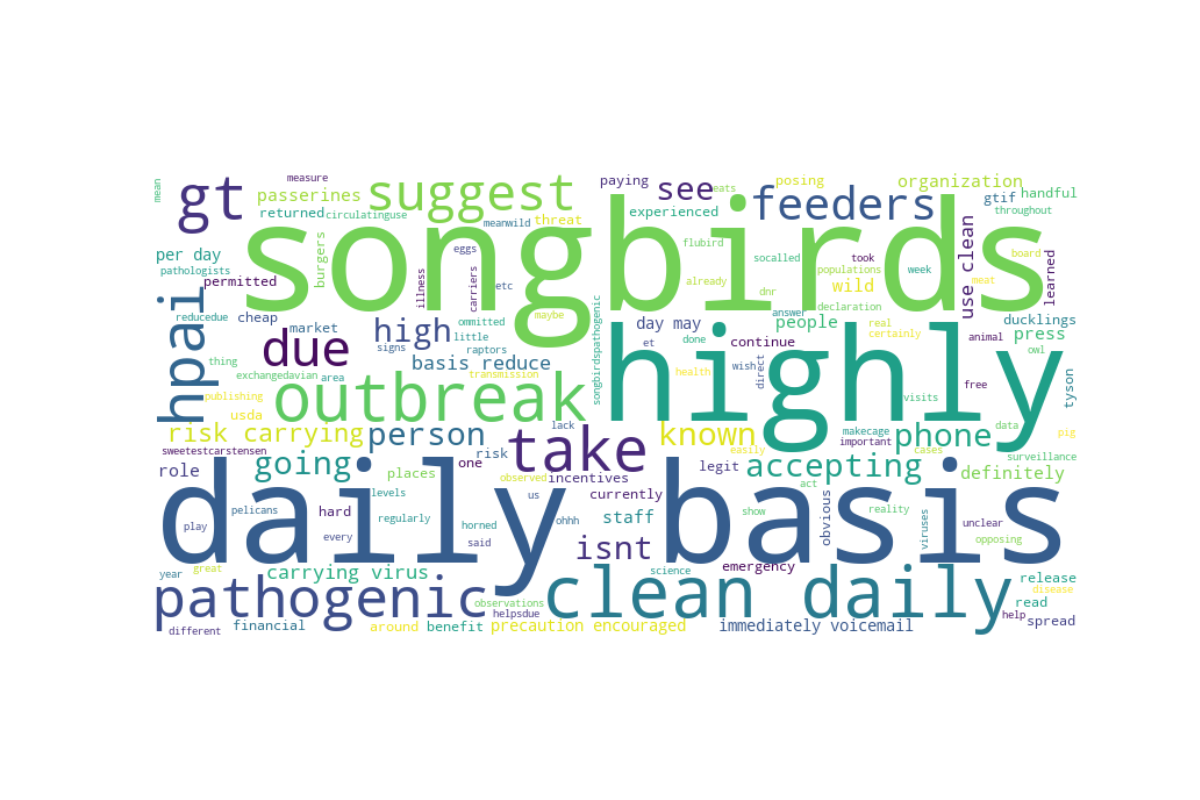 mean
measure
gt
passerines
suggest
paying
see
eats
posing
organization
gtif
handful
returned
circulatinguse
meanwild
threat
experienced
feeders
throughout
songbirds
per day
burgers
eggs
flubird
socalled
took
week
use clean
board
learned
pathologists
permitted
illness
carriers
etc
already
dnr
populations
wild
declaration
meat
hpai
reducedue
cheap
market
high
ommitted
maybe
songbirdspathogenic
answer
day may
people
real
certainly
ducklings
press
due
signs
little
raptors
basis reduce
et
done
continue
animal
owl
thing
exchangedavian
area
transmission
highly
health
wish
direct
free
tyson
publishing
outbreak
visits
usda
risk carrying
person
lack
take
known
makecage
important
phone
data
pig
sweetestcarstensen
going
one
risk
easily
cases
surveillance
role
places
observed
incentives
legit
accepting
definitely
daily basis
levels
us
currently
act
pelicans
hard
regularly
horned
ohhh
staff
show
obvious
reality
viruses
unclear
play
every
said
isnt
opposing
year
great
carrying virus
science
emergency
release
disease
pathogenic
observations
clean daily
read
helpsdue
help
different
financial
around
benefit
precaution encouraged
immediately voicemail
spread